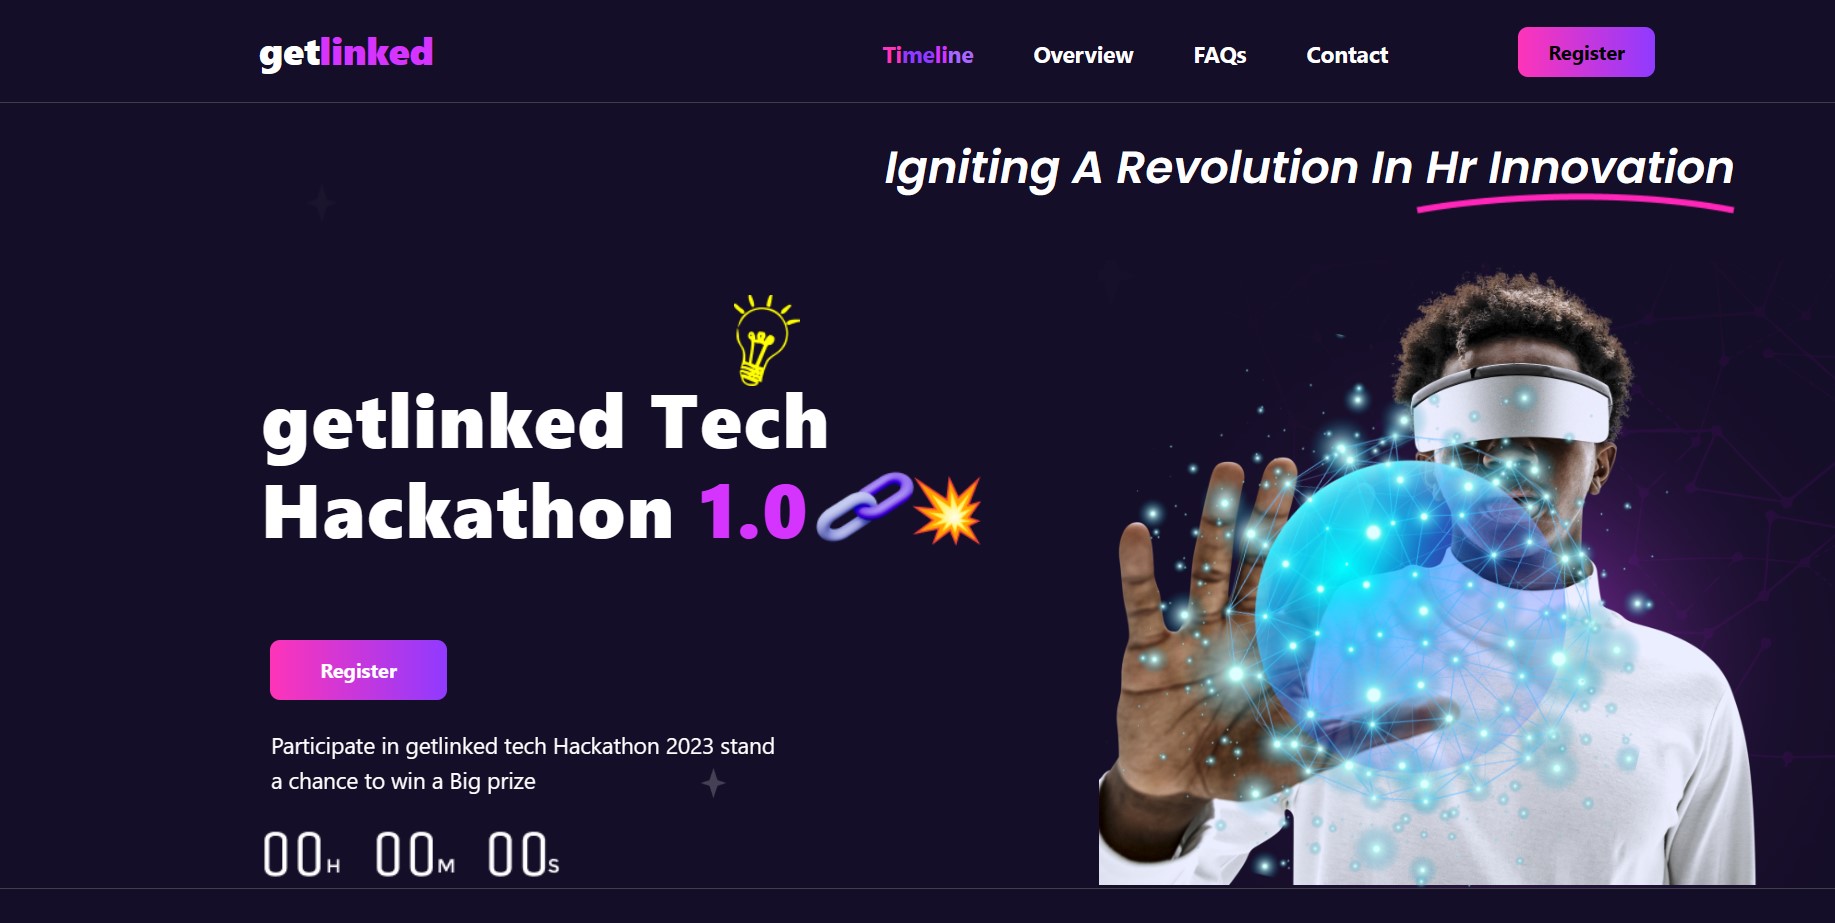 getlinked
Timeline Overview FAQs Contact Register
Igniting A Revolution In Hr Innovation
getlinked Tech
Hackathon 1.0
Register
Participate in getlinked tech Hackathon 2023 stand
a chance to win a Big prize
00H 00M 00S